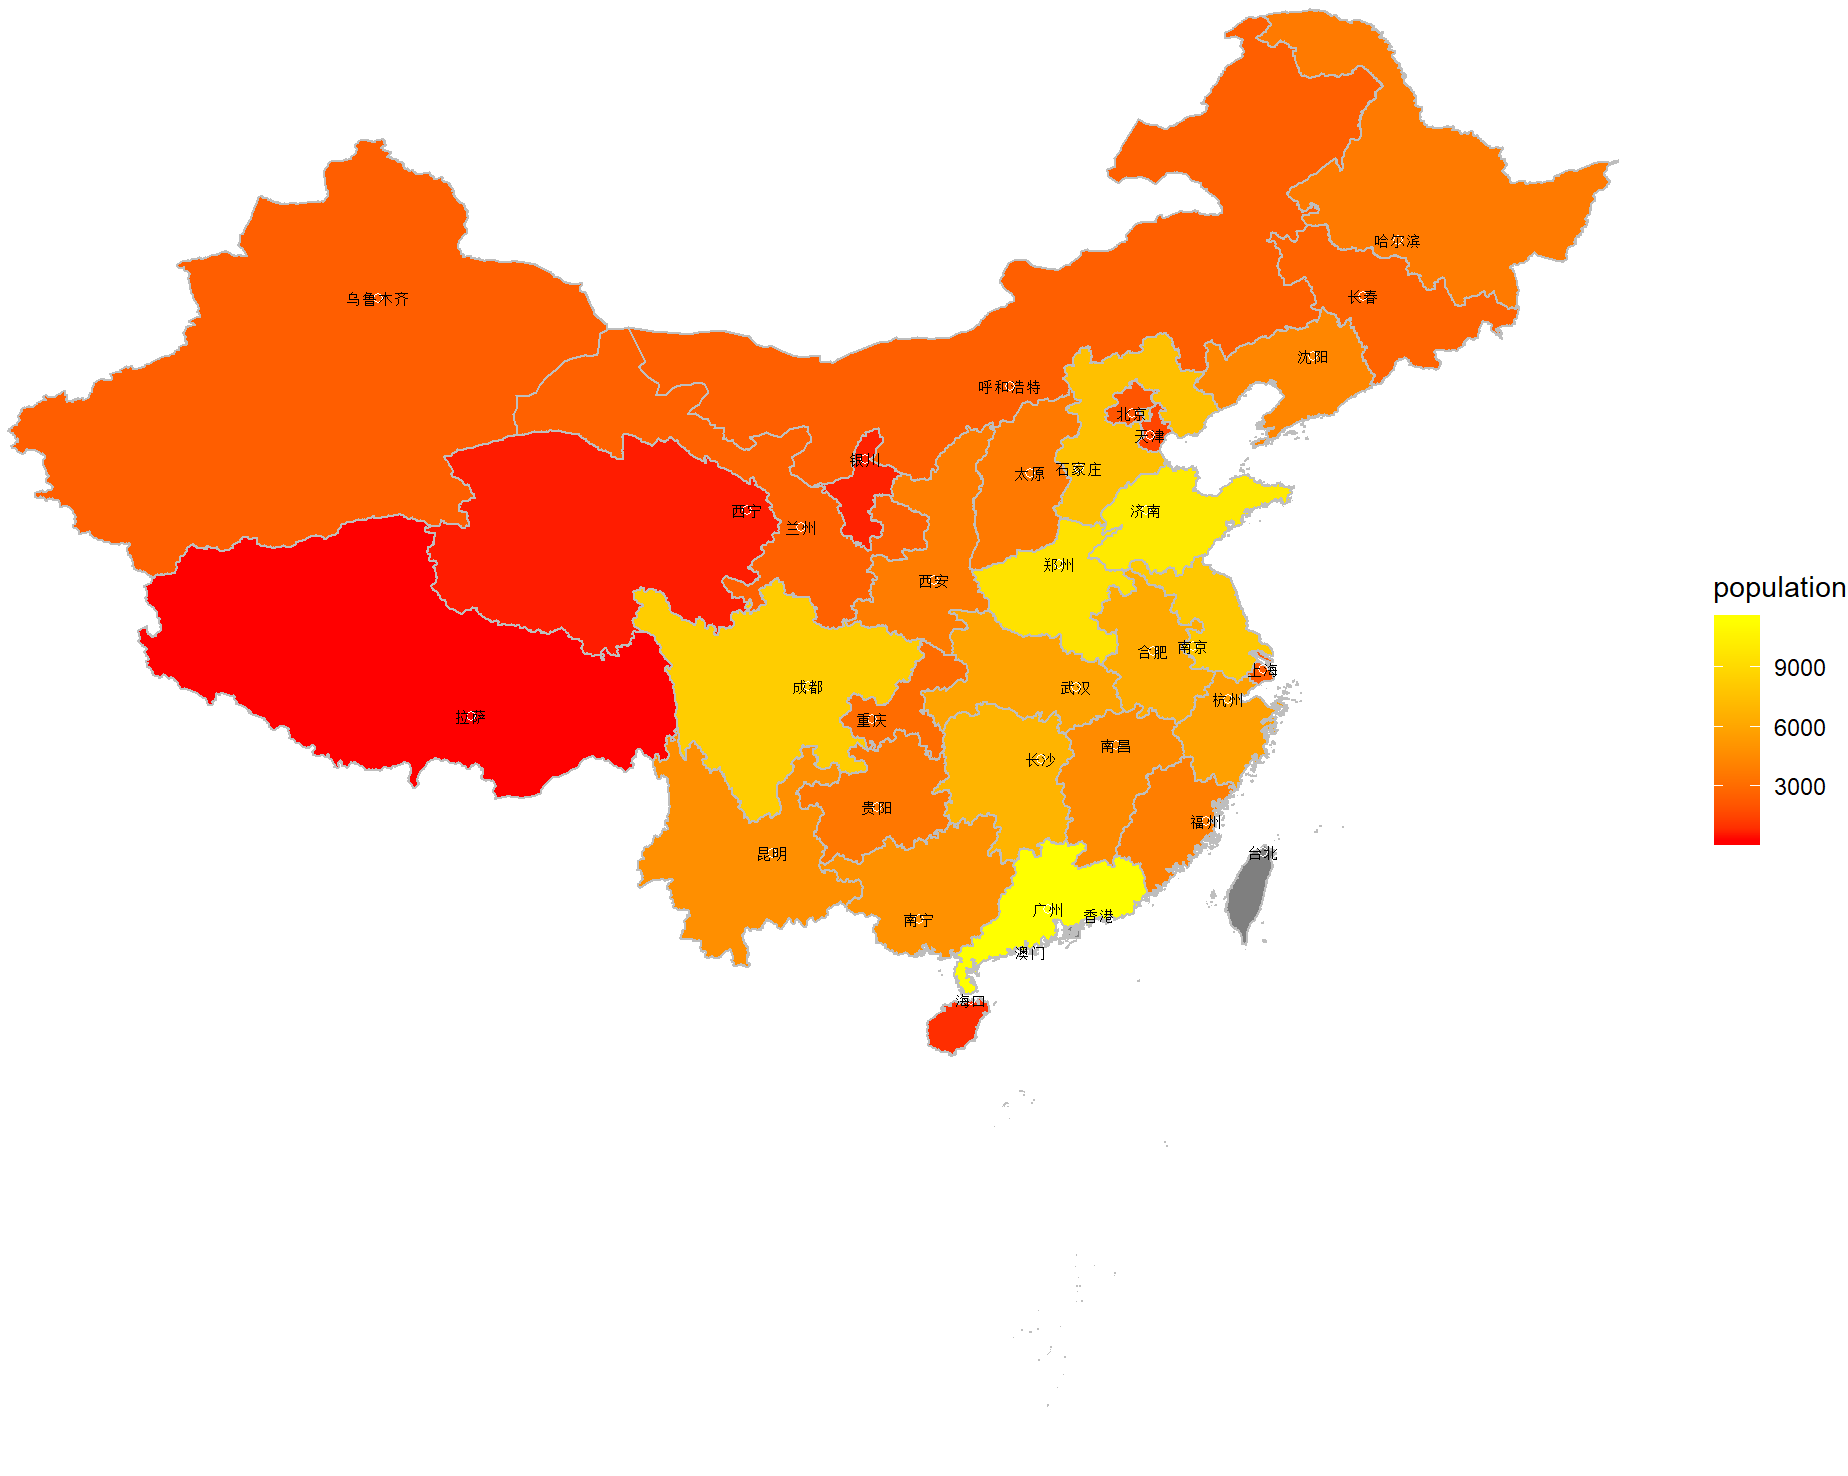 哈尔滨
长春
乌鲁木齐
沈阳
呼和浩特
北京
天津
银川
石家庄
太原
西宁
济南
兰州
郑州
西安
population
南京
合肥
9000
上海
成都
武汉
杭州
拉萨
重庆
6000
南昌
长沙
3000
贵阳
福州
台北
昆明
广州
香港
南宁
澳门
海口